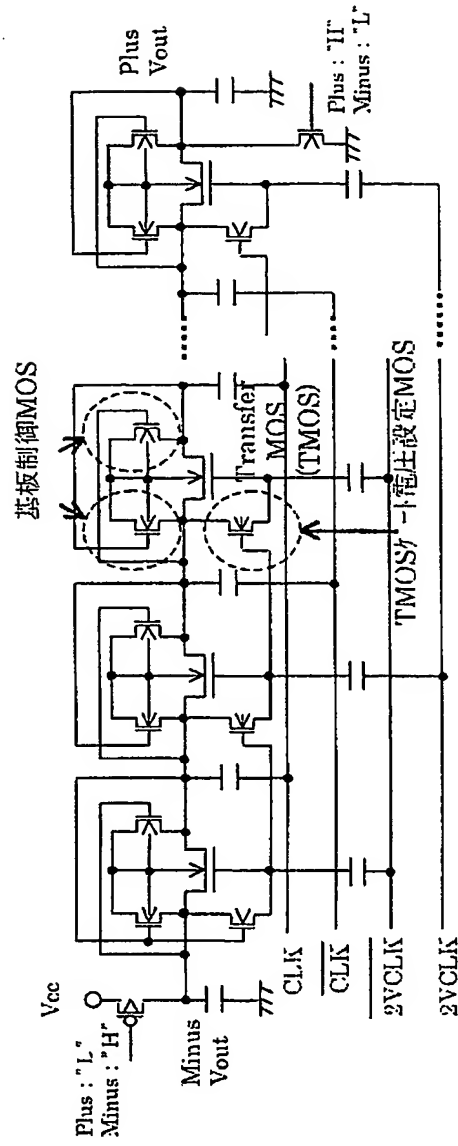 Plus : "L"
Minus : "H"
Vcc
Minus
Vout
基板制御MOS
Transfer
MOS
(TMOS)
TMOSゲート電圧設定MOS
CLK
CLK
2VCLK
2VCLK
Plus
Vout
Plus : "H"
Minus : "L"